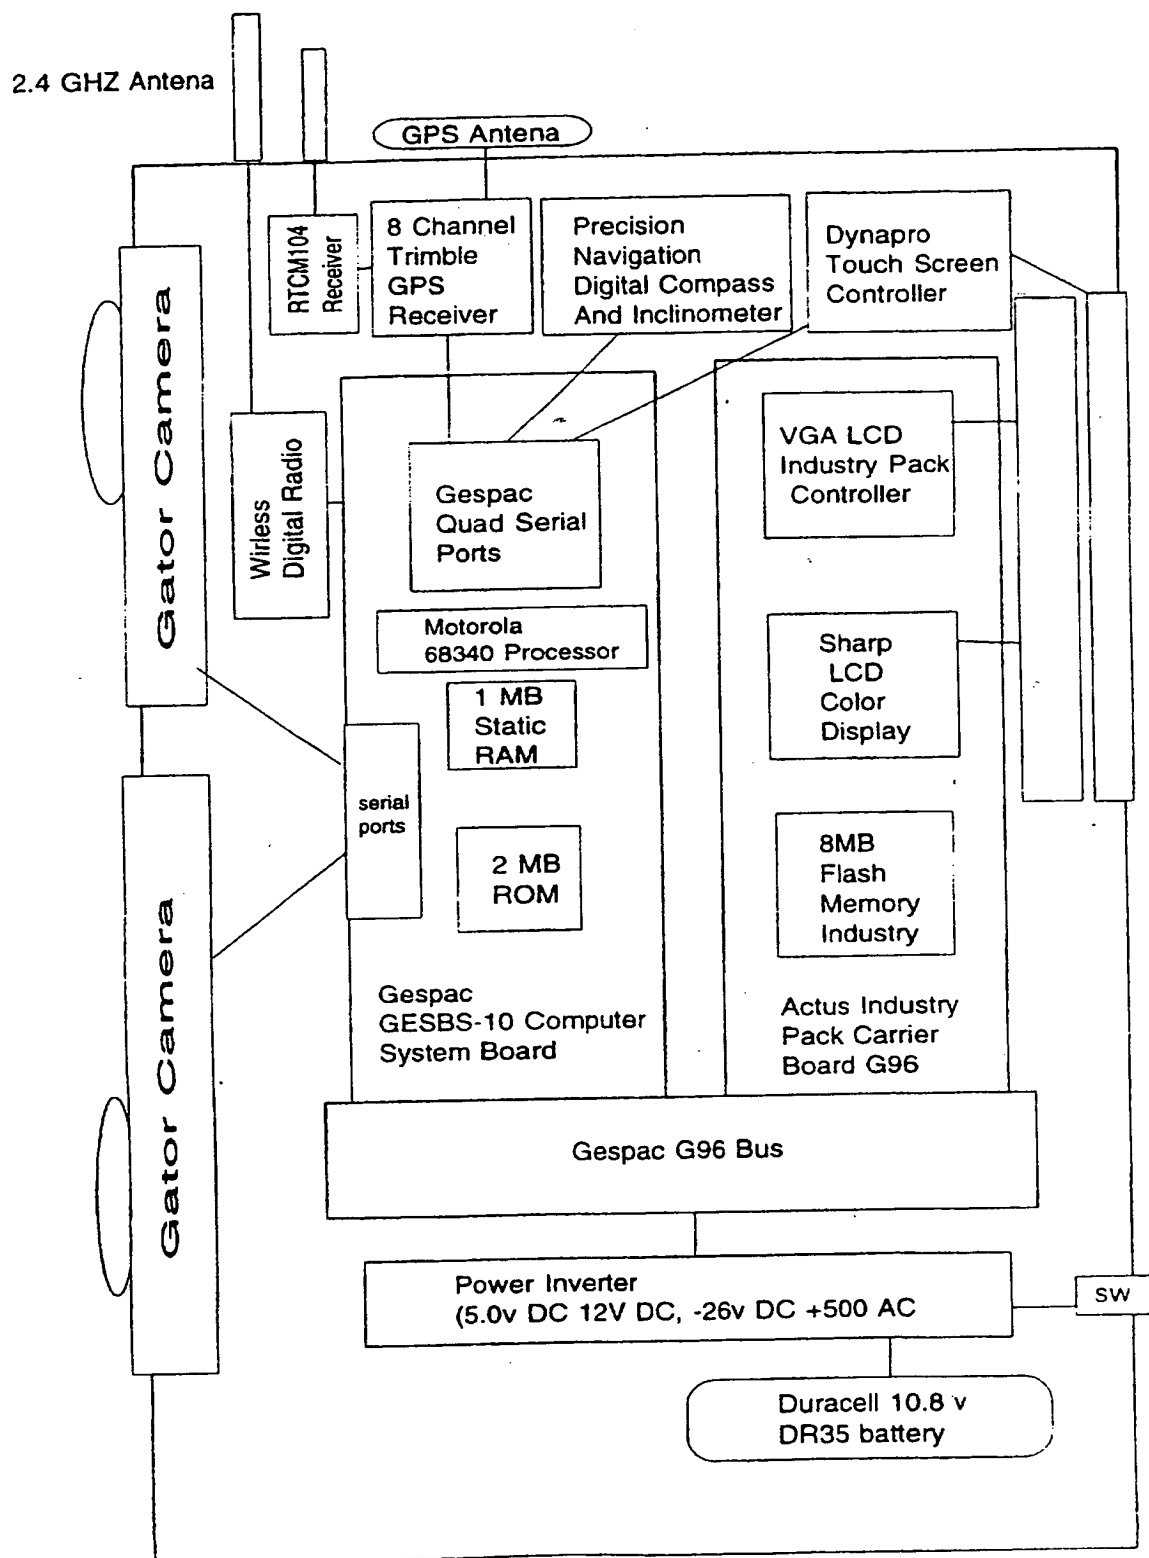 2.4 GHZ Antena
GPS Antena
RTCM104
Receiver
8 Channel
Trimble
GPS
Receiver
Precision
Navigation
Digital Compass
And Inclinometer
Dynapro
Touch Screen
Controller
Gator Camera
Wirless
Digital Radio
Gespac
Quad Serial
Ports
VGA LCD
Industry Pack
Controller
Motorola
68340 Processor
1 MB
Static
RAM
Sharp
LCD
Color
Display
serial
ports
2 MB
ROM
8MB
Flash
Memory
Industry
Gator Camera
Gespac
GESBS-10 Computer
System Board
Actus Industry
Pack Carrier
Board G96
Gespac G96 Bus
Power Inverter
(5.0v DC 12V DC, -26v DC +500 AC
SW
Duracell 10.8 v
DR35 battery